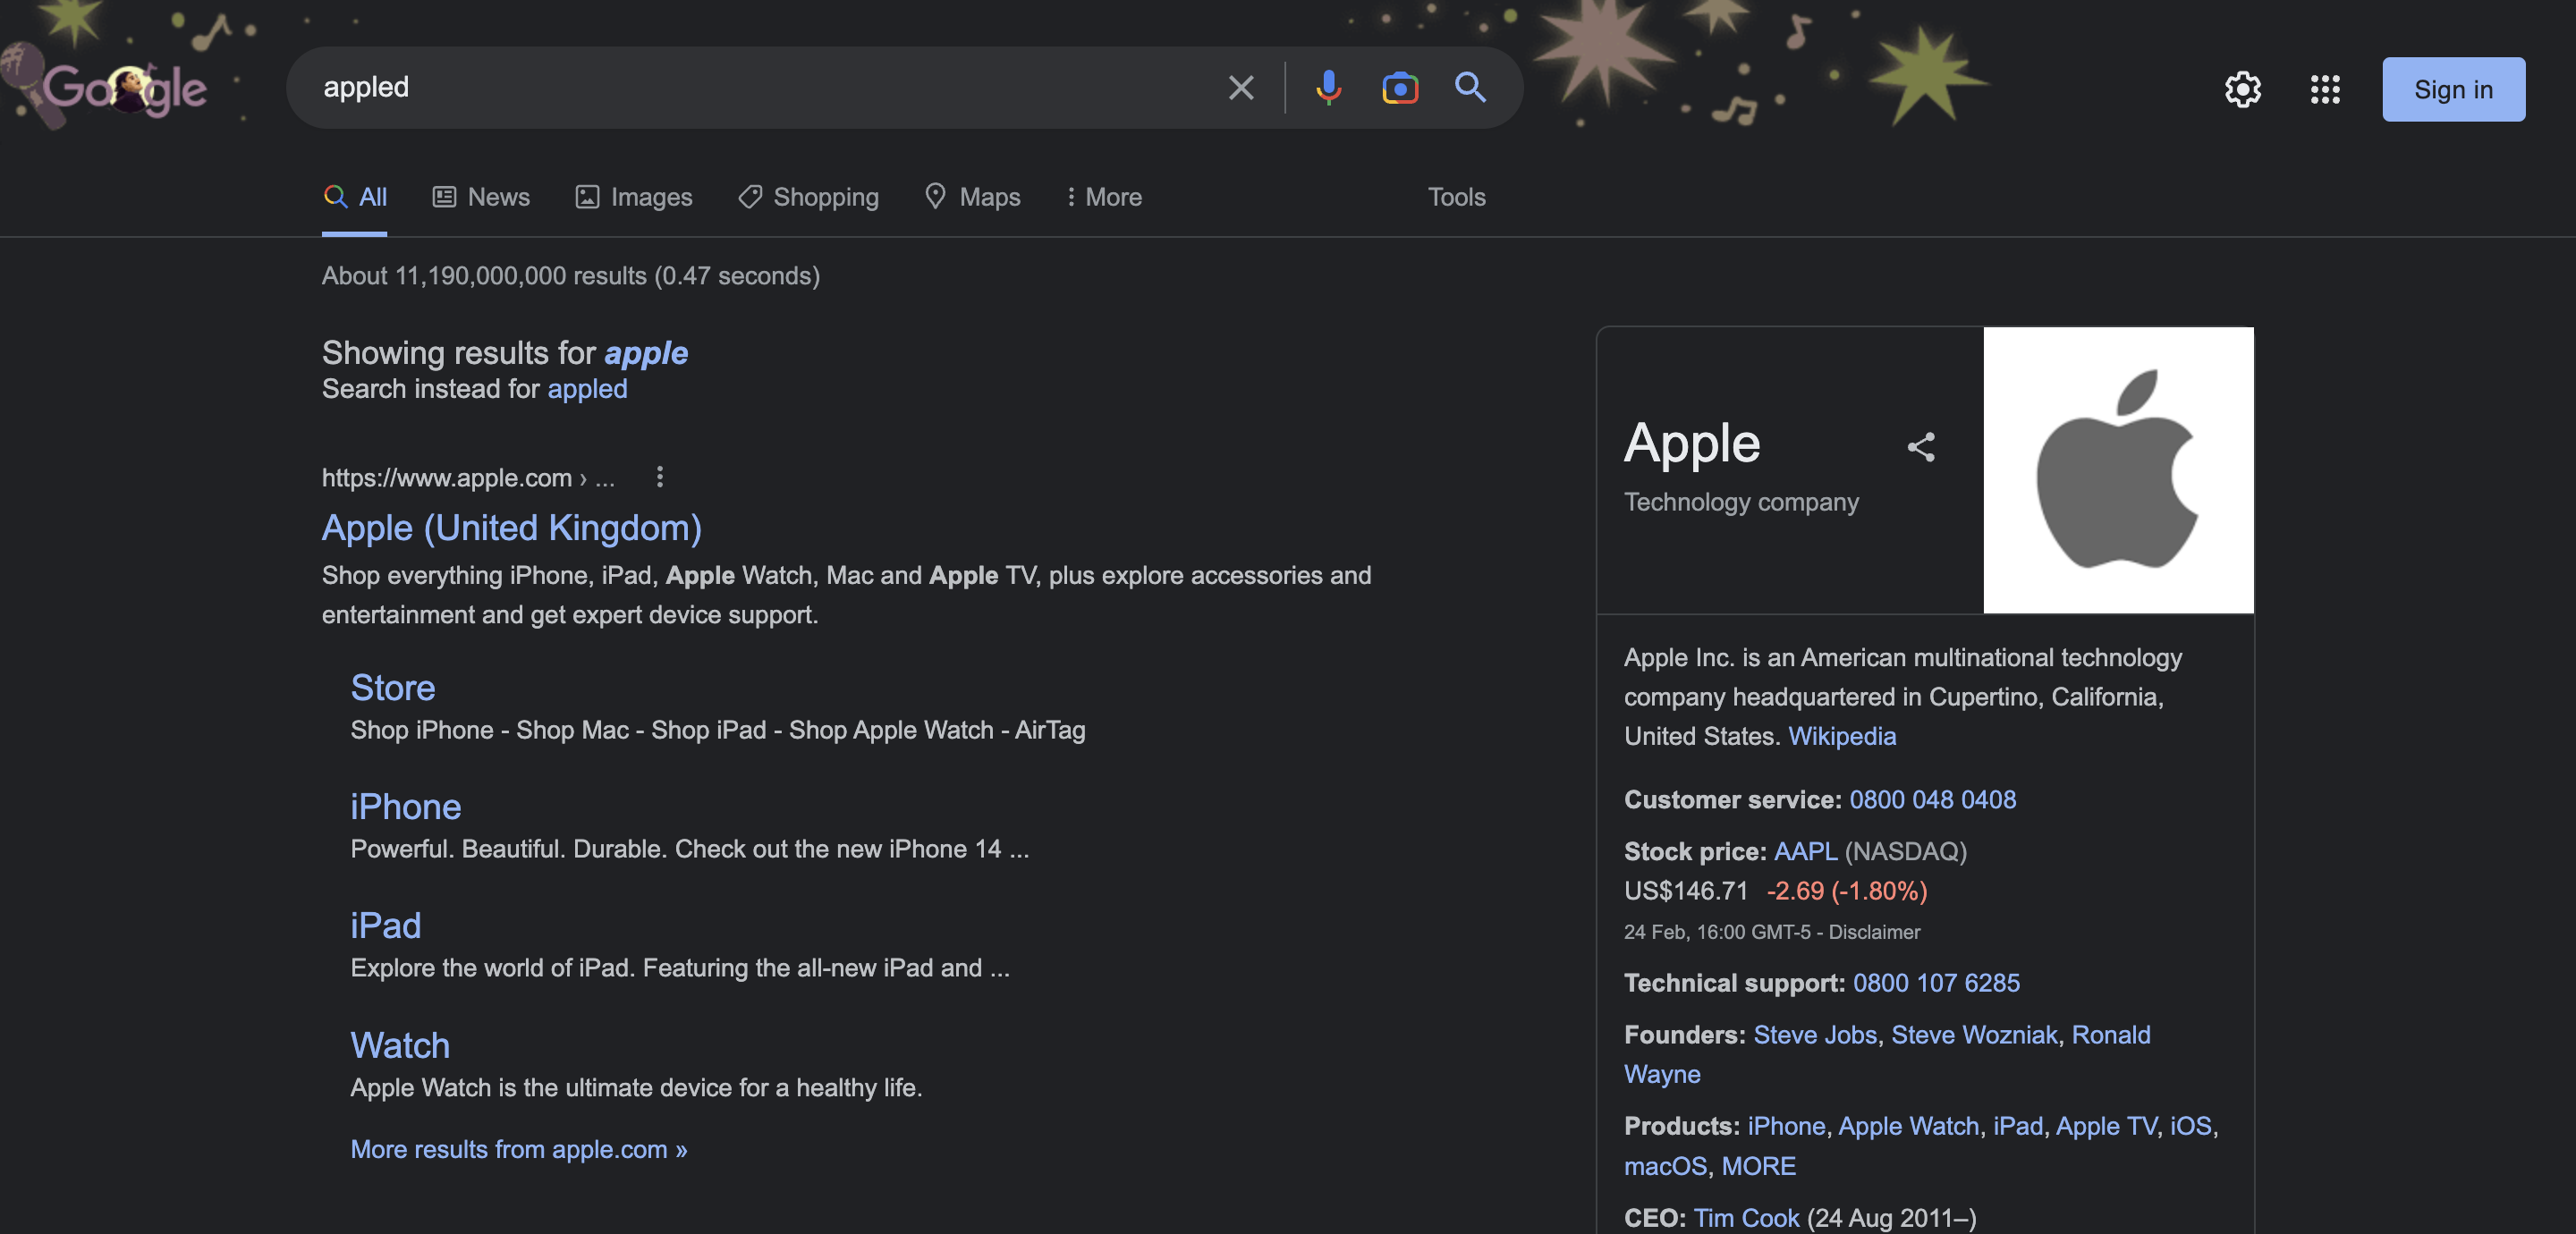 Google
appled
Sign in
All
News
Images
Shopping
Maps
More
Tools
About 11,190,000,000 results (0.47 seconds)
Showing results for apple
Search instead for appled
https://www.apple.com › ...
Apple (United Kingdom)
Shop everything iPhone, iPad, Apple Watch, Mac and Apple TV, plus explore accessories and
entertainment and get expert device support.
Store
Shop iPhone - Shop Mac - Shop iPad - Shop Apple Watch - AirTag
iPhone
Powerful. Beautiful. Durable. Check out the new iPhone 14 ...
iPad
Explore the world of iPad. Featuring the all-new iPad and ...
Watch
Apple Watch is the ultimate device for a healthy life.
More results from apple.com »
Apple
Technology company
Apple Inc. is an American multinational technology
company headquartered in Cupertino, California,
United States. Wikipedia
Customer service: 0800 048 0408
Stock price: AAPL (NASDAQ)
US$146.71 -2.69 (-1.80%)
24 Feb, 16:00 GMT-5 - Disclaimer
Technical support: 0800 107 6285
Founders: Steve Jobs, Steve Wozniak, Ronald
Wayne
Products: iPhone, Apple Watch, iPad, Apple TV, iOS,
macOS, MORE
CEO: Tim Cook (24 Aug 2011–)